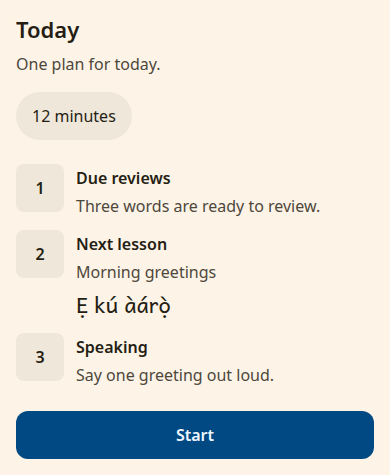 Today
One plan for today.
12 minutes
1
Due reviews
Three words are ready to review.
2
Next lesson
Morning greetings
Ẹ kú àárọ̀
3
Speaking
Say one greeting out loud.
Start